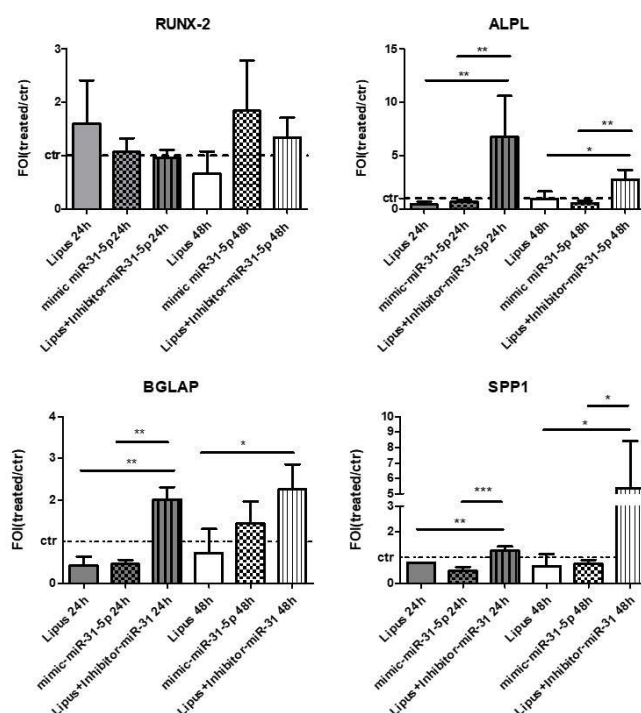 RUNX-2
3
2
ctr
1
0
FOI(treated/ctr)
Lipus 24h
mimic miR-31-5p 24h
Lipus+Inhibitor-miR-31-5p 24h
Lipus 48h
mimic miR-31-5p 48h
Lipus+Inhibitor-miR-31-5p 48h
ALPL
15
10
5
ctr
0
FOI(treated/ctr)
**
**
**
*
Lipus 24h
mimic-miR-31-5p 24h
Lipus+Inhibitor-miR-31-5p 24h
Lipus 48h
mimic miR-31-5p 48h
Lipus+Inhibitor-miR-31-5p 48h
BGLAP
4
3
2
ctr
1
0
FOI(treated/ctr)
**
**
*
Lipus 24h
mimic-miR-31-5p 24h
Lipus+Inhibitor-miR-31 24h
Lipus 48h
mimic-miR-31-5p 48h
Lipus+Inhibitor-miR-31 48h
SPP1
10
9
8
7
6
5
2
ctr
1
0
FOI(treated/ctr)
*
*
***
**
Lipus 24h
mimic-miR-31-5p 24h
Lipus+Inhibitor-miR-31 24h
Lipus 48h
mimic-miR-31-5p 48h
Lipus+Inhibitor-miR-31 48h